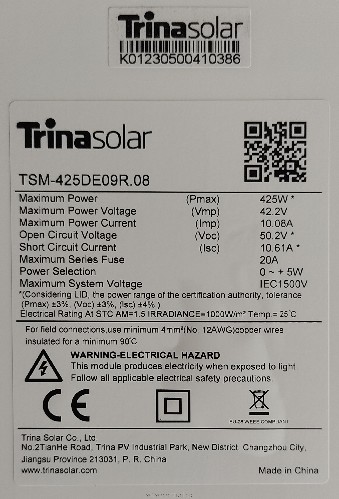 Trinasolar
K01230500410386
Trinasolar
TSM-425DE09R.08
Maximum Power (Pmax) 425W *
Maximum Power Voltage (Vmp) 42.2V
Maximum Power Current (Imp) 10.08A
Open Circuit Voltage (Voc) 50.2V *
Short Circuit Current (Isc) 10.61A *
Maximum Series Fuse 20A
Power Selection 0 ~ + 5W
Maximum System Voltage IEC1500V
*(Considering LID, the power range of the certification authority, tolerance
(Pmax) ±3%, (Voc) ±3%, (Isc) ±4% )
Electrical Rating At STC AM=1.5 IRRADIANCE=1000W/m² Temp.= 25℃
For field connections,use minimum 4mm²(No. 12AWG)copper wires
insulated for a minimum 90℃
WARNING-ELECTRICAL HAZARD
This module produces electricity when exposed to light
Follow all applicable electrical safety precautions
CE
Trina Solar Co., Ltd
No.2TianHe Road, Trina PV Industrial Park, New District Changzhou City,
Jiangsu Province 213031, P. R. China
www.trinasolar.com Made in China